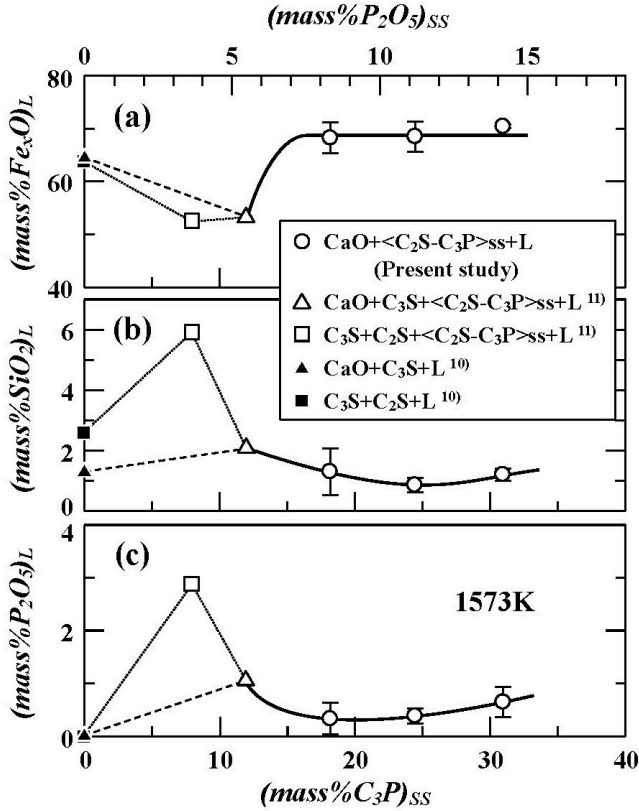 (mass%P₂O₅)SS
0 5 10 15
80
60
40
(mass%FeₓO)L
(a)
CaO+<C₂S-C₃P>ss+L
(Present study)
CaO+C₃S+<C₂S-C₃P>ss+L ¹¹⁾
C₃S+C₂S+<C₂S-C₃P>ss+L ¹¹⁾
CaO+C₃S+L ¹⁰⁾
C₃S+C₂S+L ¹⁰⁾
6
4
2
0
(mass%SiO₂)L
(b)
4
2
0
(mass%P₂O₅)L
(c)
1573K
0 10 20 30 40
(mass%C₃P)SS